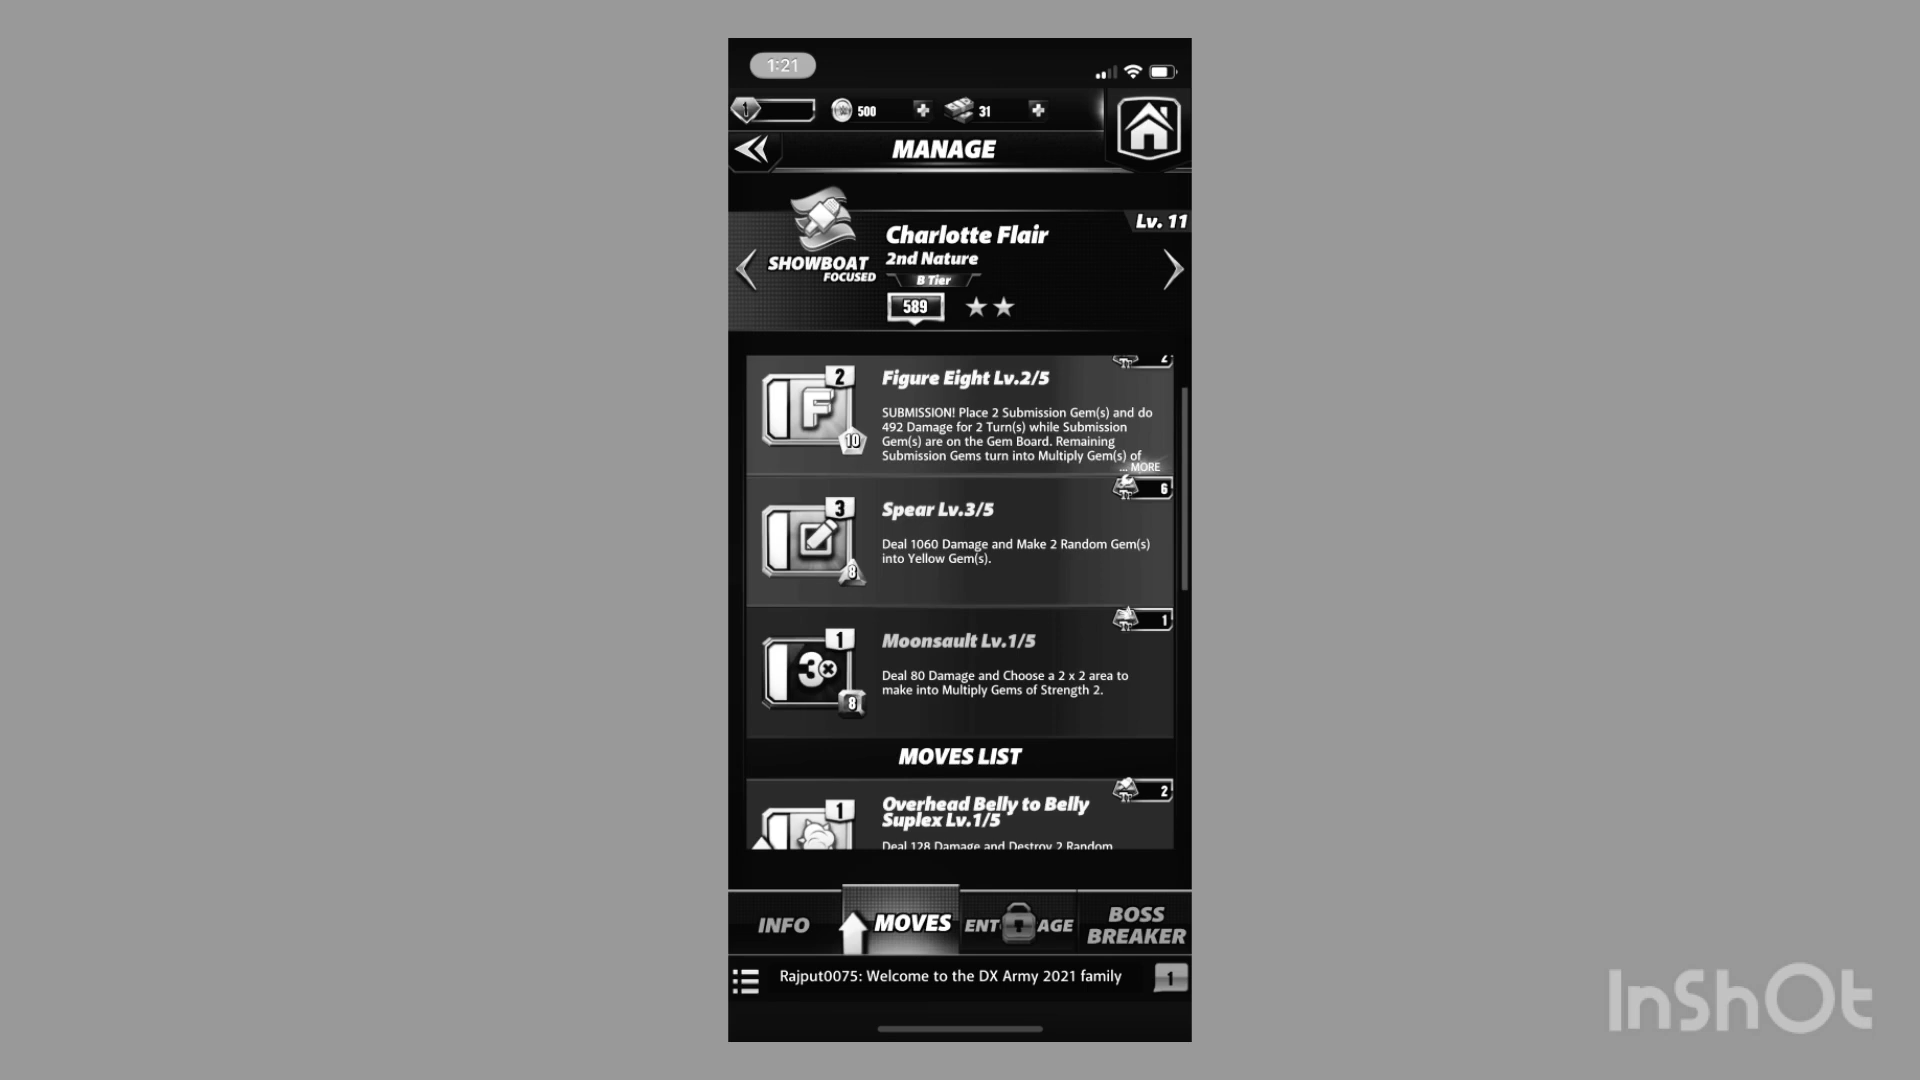 1:21
1
500
31
MANAGE
Lv. 11
Charlotte Flair
SHOWBOAT
FOCUSED
2nd Nature
B Tier
589
2
2
Figure Eight Lv.2/5
F
10
SUBMISSION! Place 2 Submission Gem(s) and do
492 Damage for 2 Turn(s) while Submission
Gem(s) are on the Gem Board. Remaining
Submission Gems turn into Multiply Gem(s) of
... MORE
TP
6
3
Spear Lv.3/5
8
Deal 1060 Damage and Make 2 Random Gem(s)
into Yellow Gem(s).
TP
1
1
Moonsault Lv.1/5
3x
8
Deal 80 Damage and Choose a 2 x 2 area to
make into Multiply Gems of Strength 2.
MOVES LIST
TP
2
1
Overhead Belly to Belly
Suplex Lv.1/5
Deal 128 Damage and Destroy 2 Random
INFO
MOVES
ENT AGE
BOSS
BREAKER
Rajput0075: Welcome to the DX Army 2021 family
1
InShOt